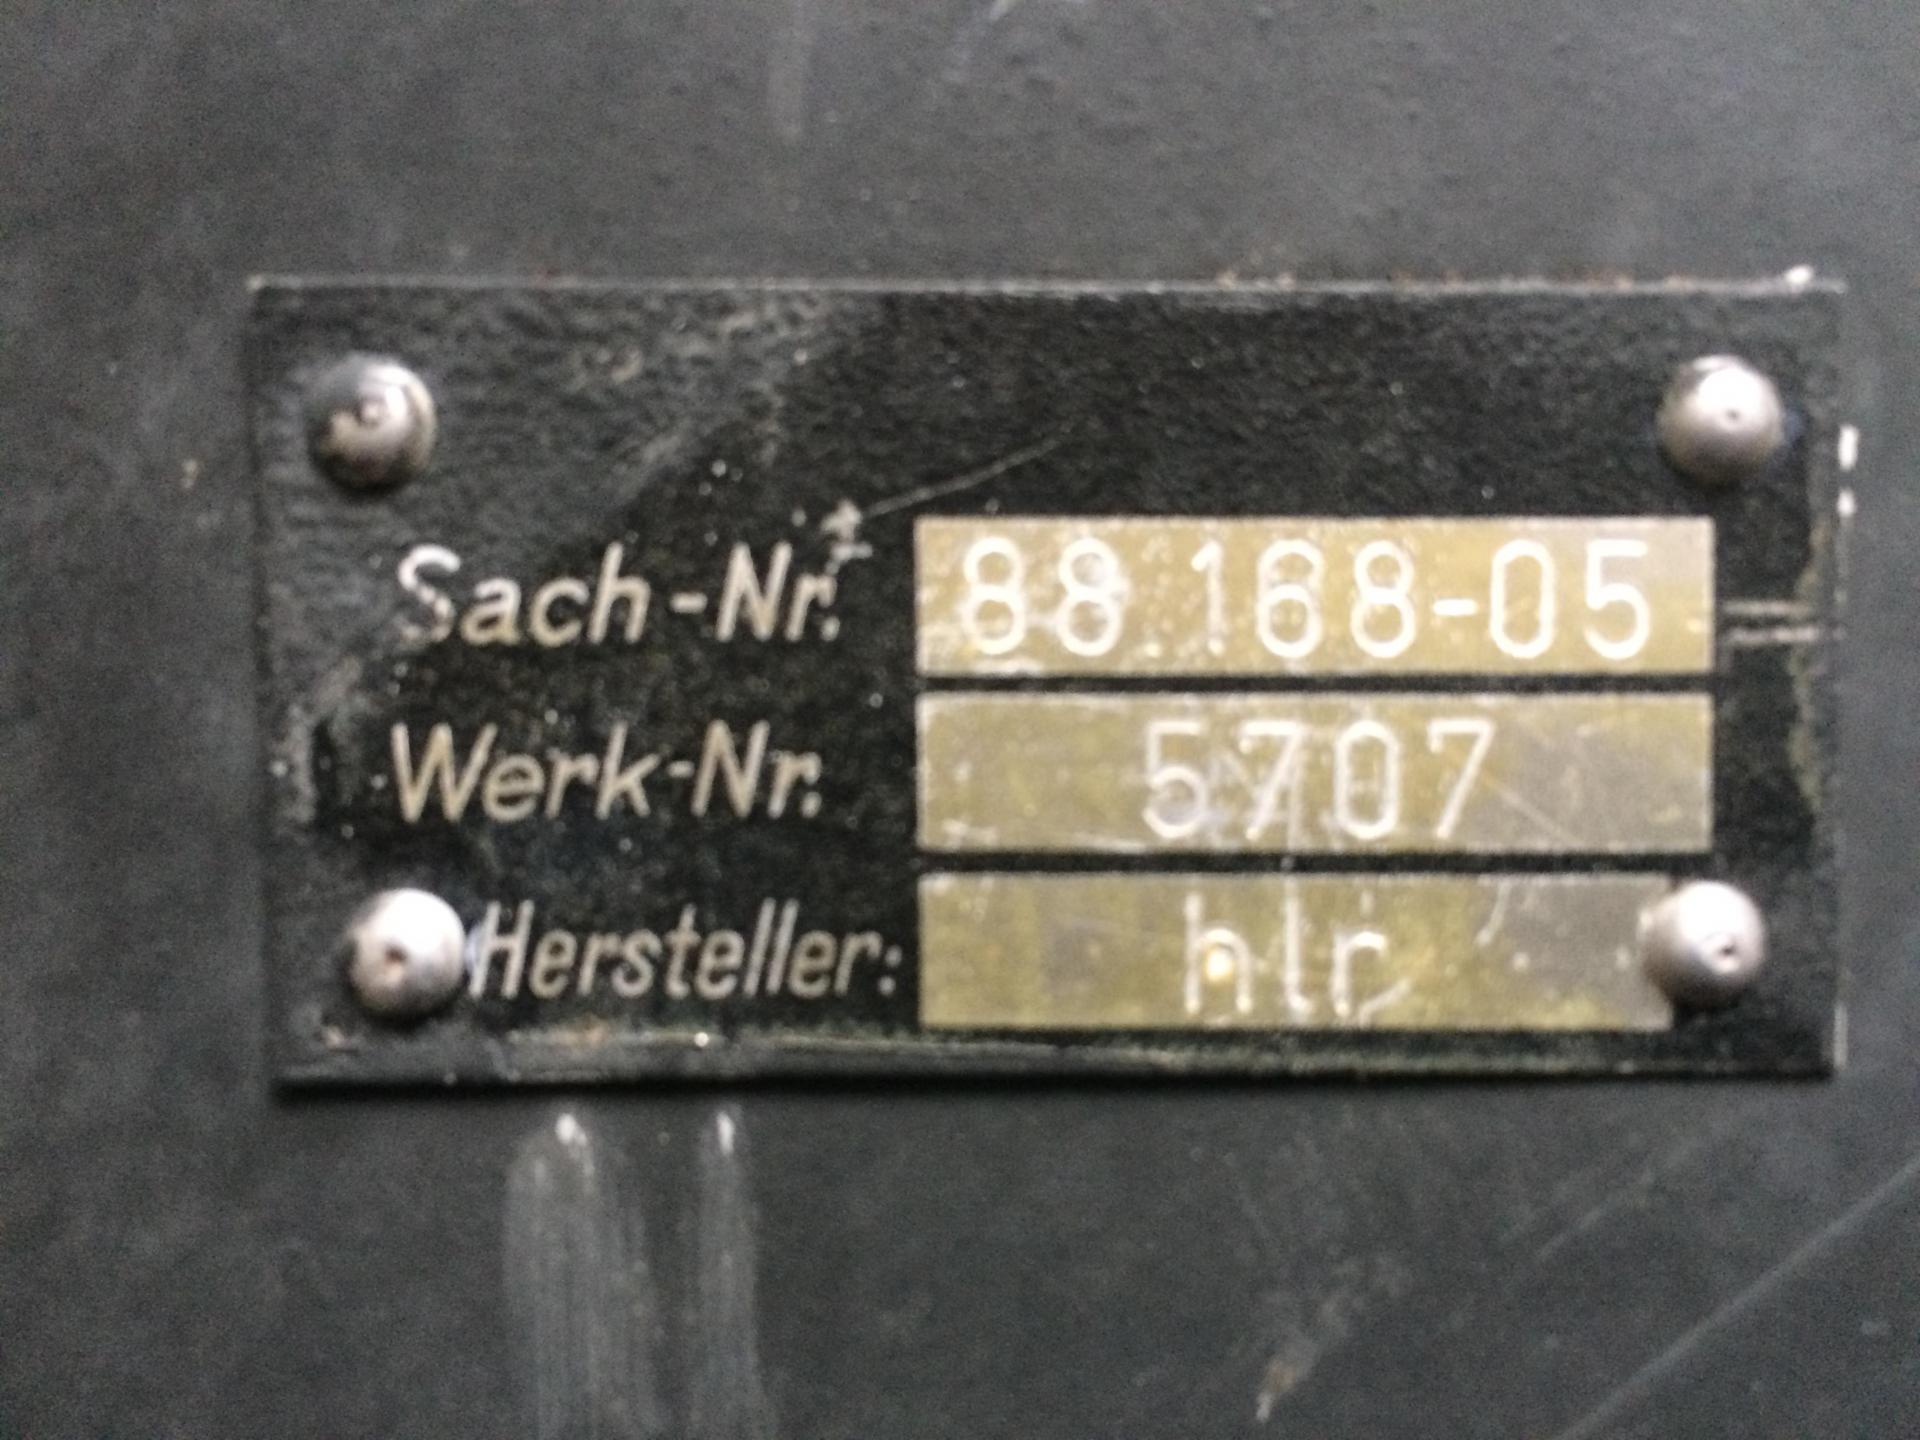 Sach-Nr. 88 168-05
Werk-Nr. 5707
Hersteller: hlr